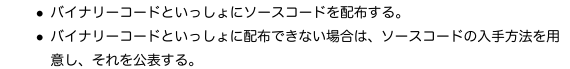 ● バイナリーコードといっしょにソースコードを配布する。
● バイナリーコードといっしょに配布できない場合は、ソースコードの入手方法を用
意し、それを公表する。